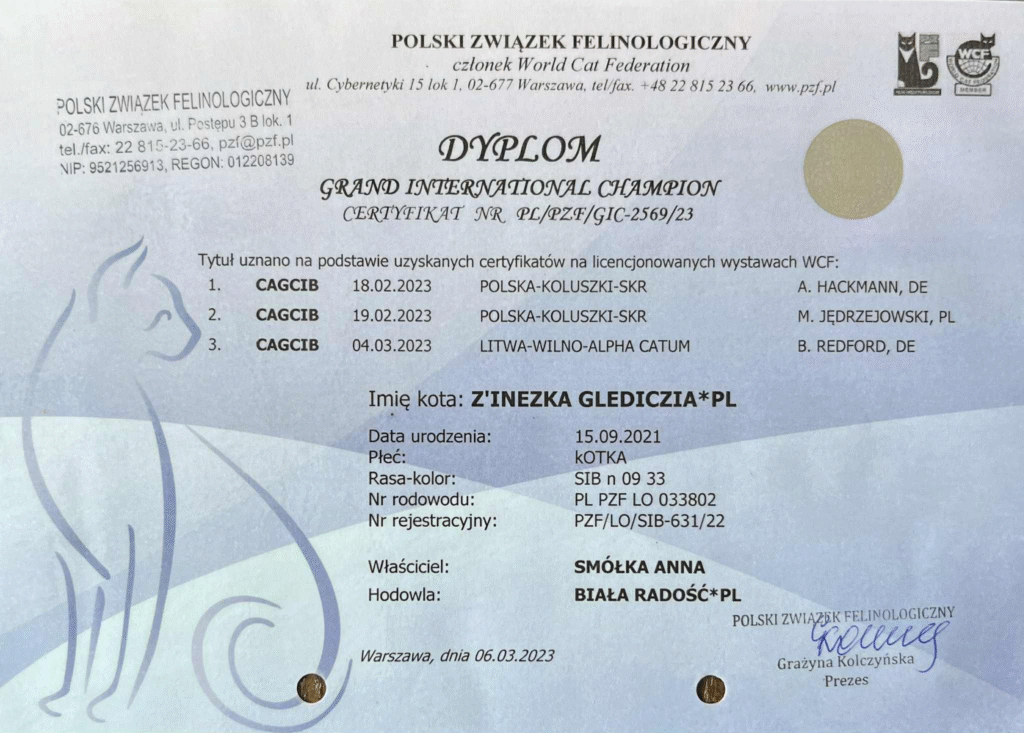 POLSKI ZWIĄZEK FELINOLOGICZNY
członek World Cat Federation
ul. Cybernetyki 15 lok 1, 02-677 Warszawa, tel/fax. +48 22 815 23 66, www.pzf.pl
WCF
MEMBER
POLSKI ZWIĄZEK FELINOLOGICZNY
02-676 Warszawa, ul. Postępu 3 B lok. 1
tel./fax: 22 815-23-66, pzf@pzf.pl
NIP: 9521256913, REGON: 012208139
DYPLOM
GRAND INTERNATIONAL CHAMPION
CERTYFIKAT NR PL/PZF/GIC-2569/23
Tytuł uznano na podstawie uzyskanych certyfikatów na licencjonowanych wystawach WCF:
1. CAGCIB 18.02.2023 POLSKA-KOLUSZKI-SKR A. HACKMANN, DE
2. CAGCIB 19.02.2023 POLSKA-KOLUSZKI-SKR M. JĘDRZEJOWSKI, PL
3. CAGCIB 04.03.2023 LITWA-WILNO-ALPHA CATUM B. REDFORD, DE
Imię kota: Z'INEZKA GLEDICZIA*PL
Data urodzenia: 15.09.2021
Płeć: kOTKA
Rasa-kolor: SIB n 09 33
Nr rodowodu: PL PZF LO 033802
Nr rejestracyjny: PZF/LO/SIB-631/22
Właściciel: SMÓŁKA ANNA
Hodowla: BIAŁA RADOŚĆ*PL
POLSKI ZWIĄZEK FELINOLOGICZNY
Grażyna Kolczyńska
Prezes
Warszawa, dnia 06.03.2023